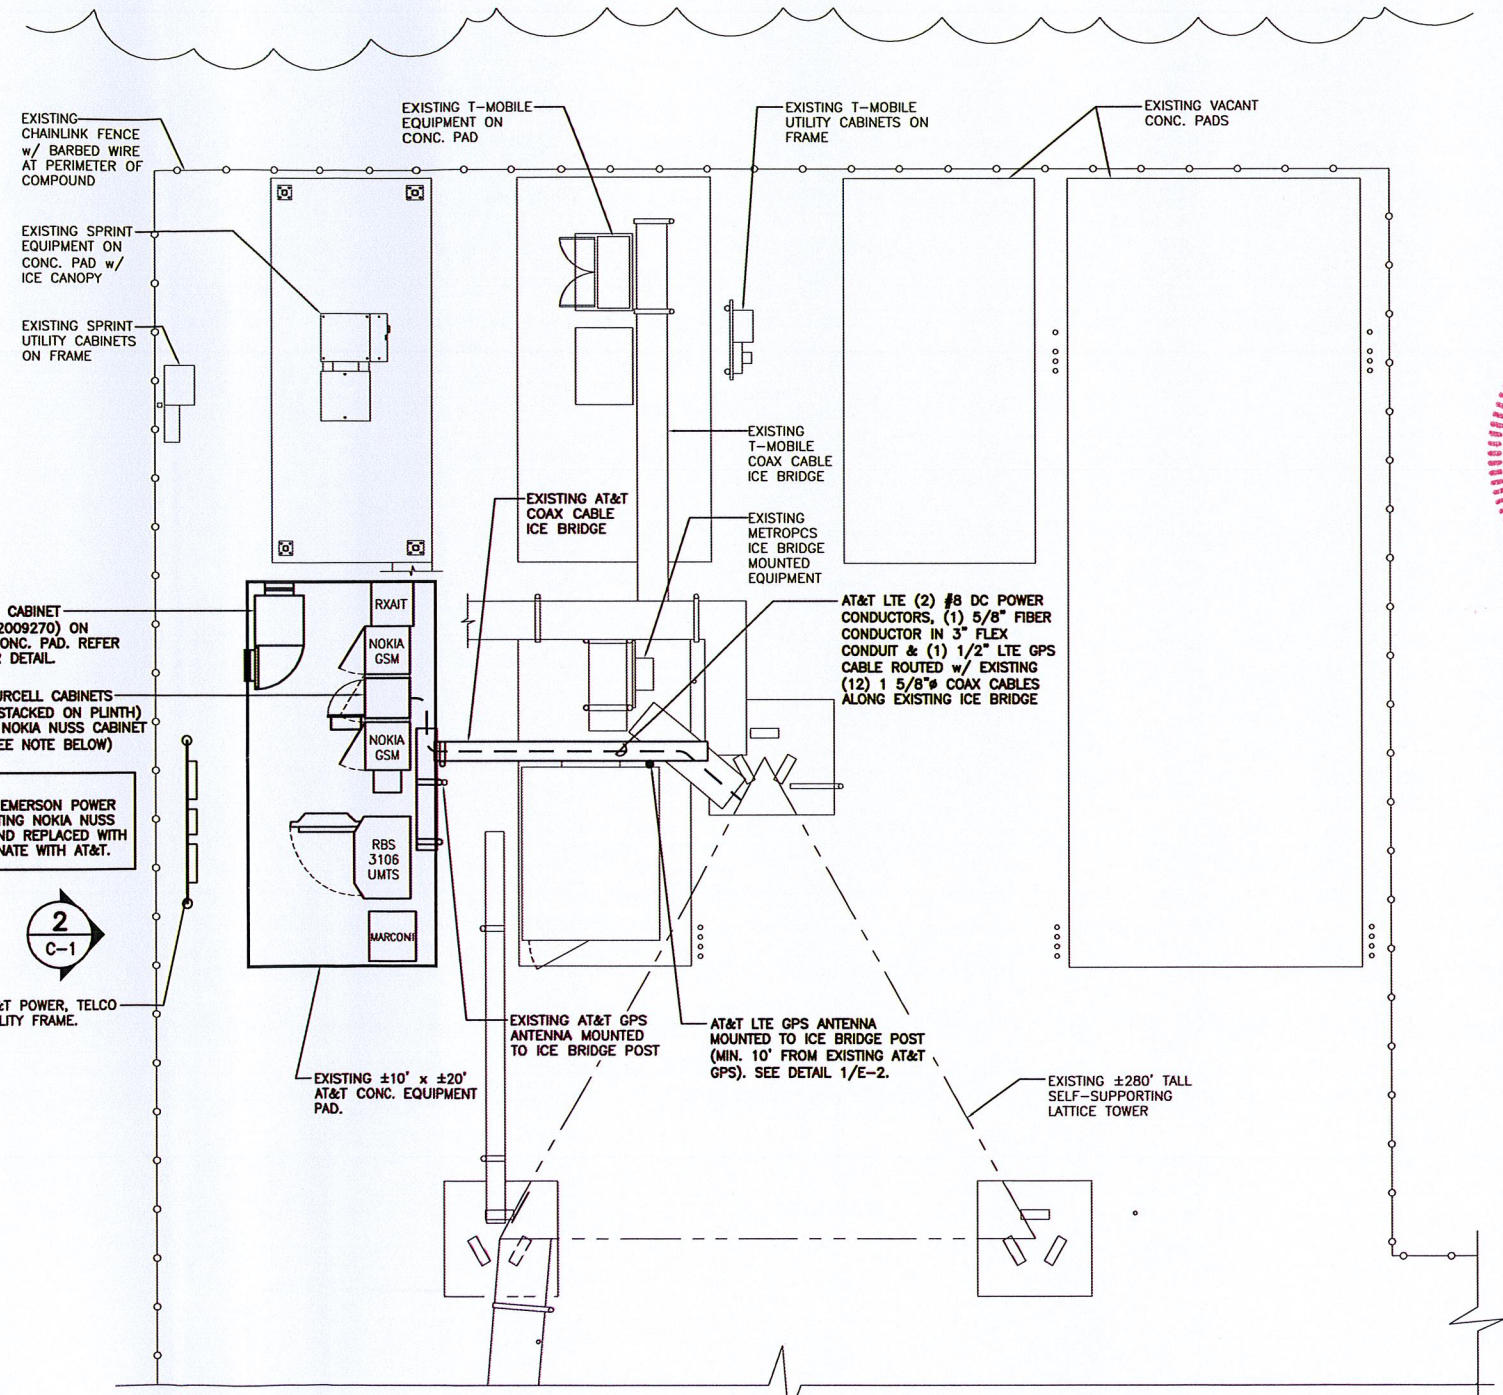 EXISTING
CHAINLINK FENCE
w/ BARBED WIRE
AT PERIMETER OF
COMPOUND
EXISTING T-MOBILE
EQUIPMENT ON
CONC. PAD
EXISTING T-MOBILE
UTILITY CABINETS ON
FRAME
EXISTING VACANT
CONC. PADS
EXISTING SPRINT
EQUIPMENT ON
CONC. PAD w/
ICE CANOPY
EXISTING SPRINT
UTILITY CABINETS
ON FRAME
EXISTING
T-MOBILE
COAX CABLE
ICE BRIDGE
EXISTING AT&T
COAX CABLE
ICE BRIDGE
EXISTING
METROPCS
ICE BRIDGE
MOUNTED
EQUIPMENT
CABINET
2009270) ON
CONC. PAD. REFER
DETAIL.
RXAIT
NOKIA
GSM
AT&T LTE (2) #8 DC POWER
CONDUCTORS, (1) 5/8" FIBER
CONDUCTOR IN 3" FLEX
CONDUIT & (1) 1/2" LTE GPS
CABLE ROUTED w/ EXISTING
(12) 1 5/8"ø COAX CABLES
ALONG EXISTING ICE BRIDGE
URCELL CABINETS
STACKED ON PLINTH)
NOKIA NUSS CABINET
EE NOTE BELOW)
NOKIA
GSM
EMERSON POWER
TING NOKIA NUSS
ND REPLACED WITH
NATE WITH AT&T.
RBS
3106
UMTS
2
C-1
MARCONI
&T POWER, TELCO
LITY FRAME.
EXISTING AT&T GPS
ANTENNA MOUNTED
TO ICE BRIDGE POST
AT&T LTE GPS ANTENNA
MOUNTED TO ICE BRIDGE POST
(MIN. 10' FROM EXISTING AT&T
GPS). SEE DETAIL 1/E-2.
EXISTING ±10' x ±20'
AT&T CONC. EQUIPMENT
PAD.
EXISTING ±280' TALL
SELF-SUPPORTING
LATTICE TOWER